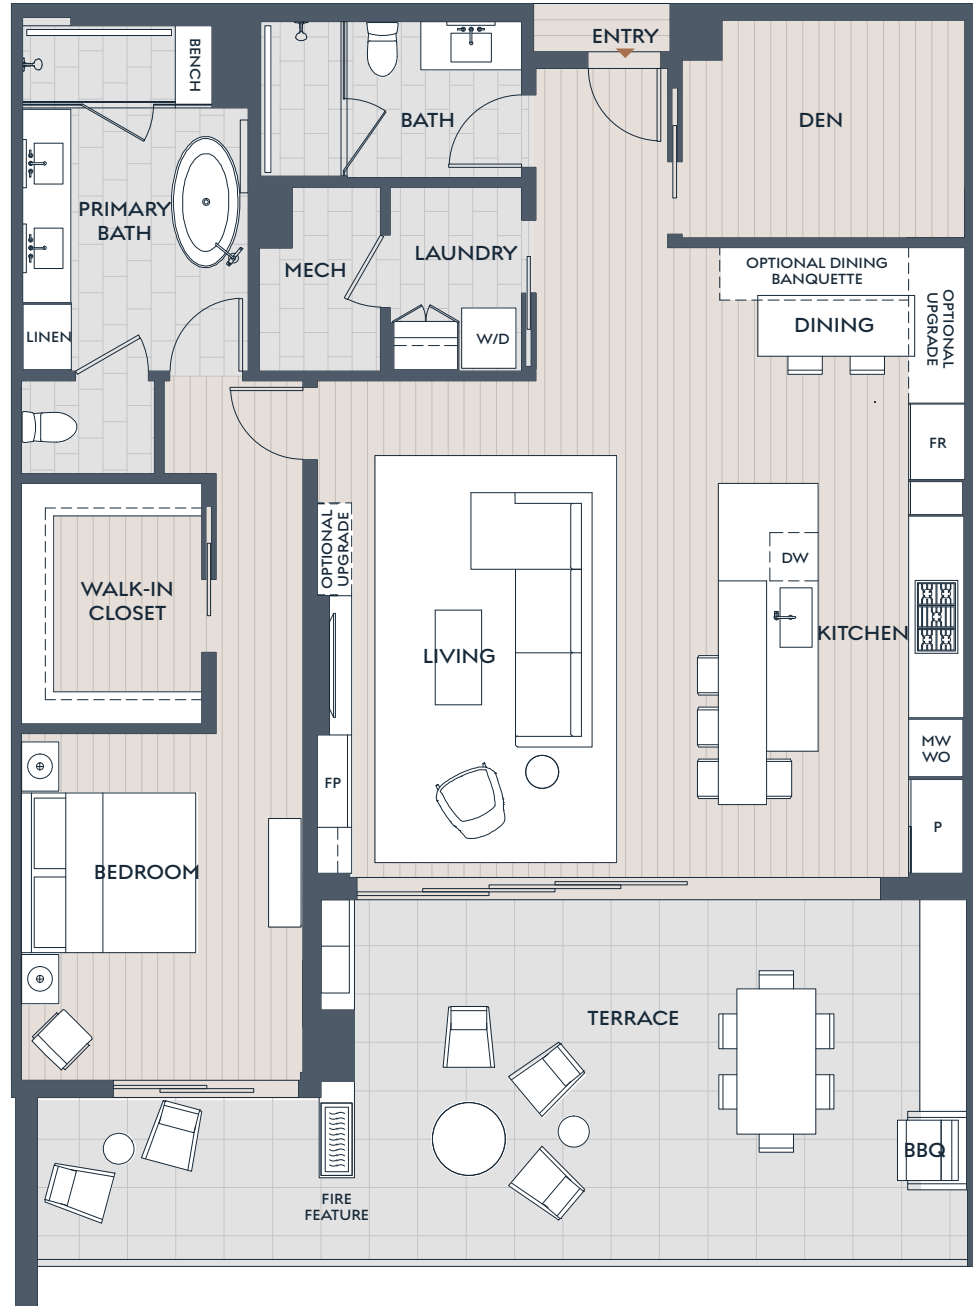 ENTRY
BENCH
BATH
DEN
PRIMARY
BATH
LAUNDRY
MECH
OPTIONAL DINING
BANQUETTE
OPTIONAL
UPGRADE
DINING
LINEN
W/D
FR
OPTIONAL
UPGRADE
DW
WALK-IN
CLOSET
KITCHEN
LIVING
MW
WO
FP
P
BEDROOM
TERRACE
BBQ
FIRE
FEATURE